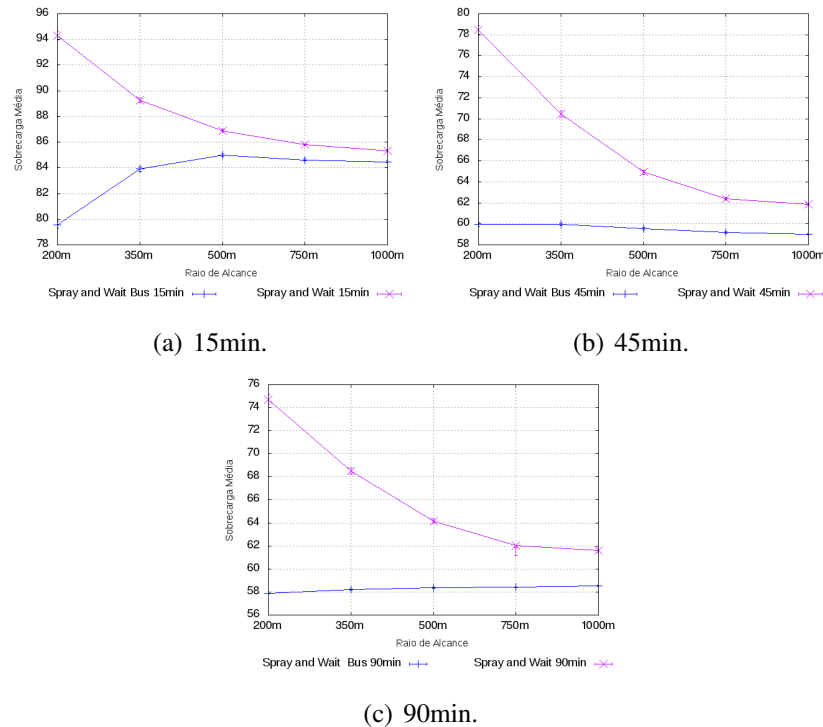 96
94
92
90
88
86
84
82
80
78
Sobrecarga Média
200m 350m 500m 750m 1000m
Raio de Alcance
Spray and Wait Bus 15min Spray and Wait 15min
(a) 15min.
80
78
76
74
72
70
68
66
64
62
60
58
Sobrecarga Média
200m 350m 500m 750m 1000m
Raio de Alcance
Spray and Wait Bus 45min Spray and Wait 45min
(b) 45min.
76
74
72
70
68
66
64
62
60
58
56
Sobrecarga Média
200m 350m 500m 750m 1000m
Raio de Alcance
Spray and Wait Bus 90min Spray and Wait 90min
(c) 90min.